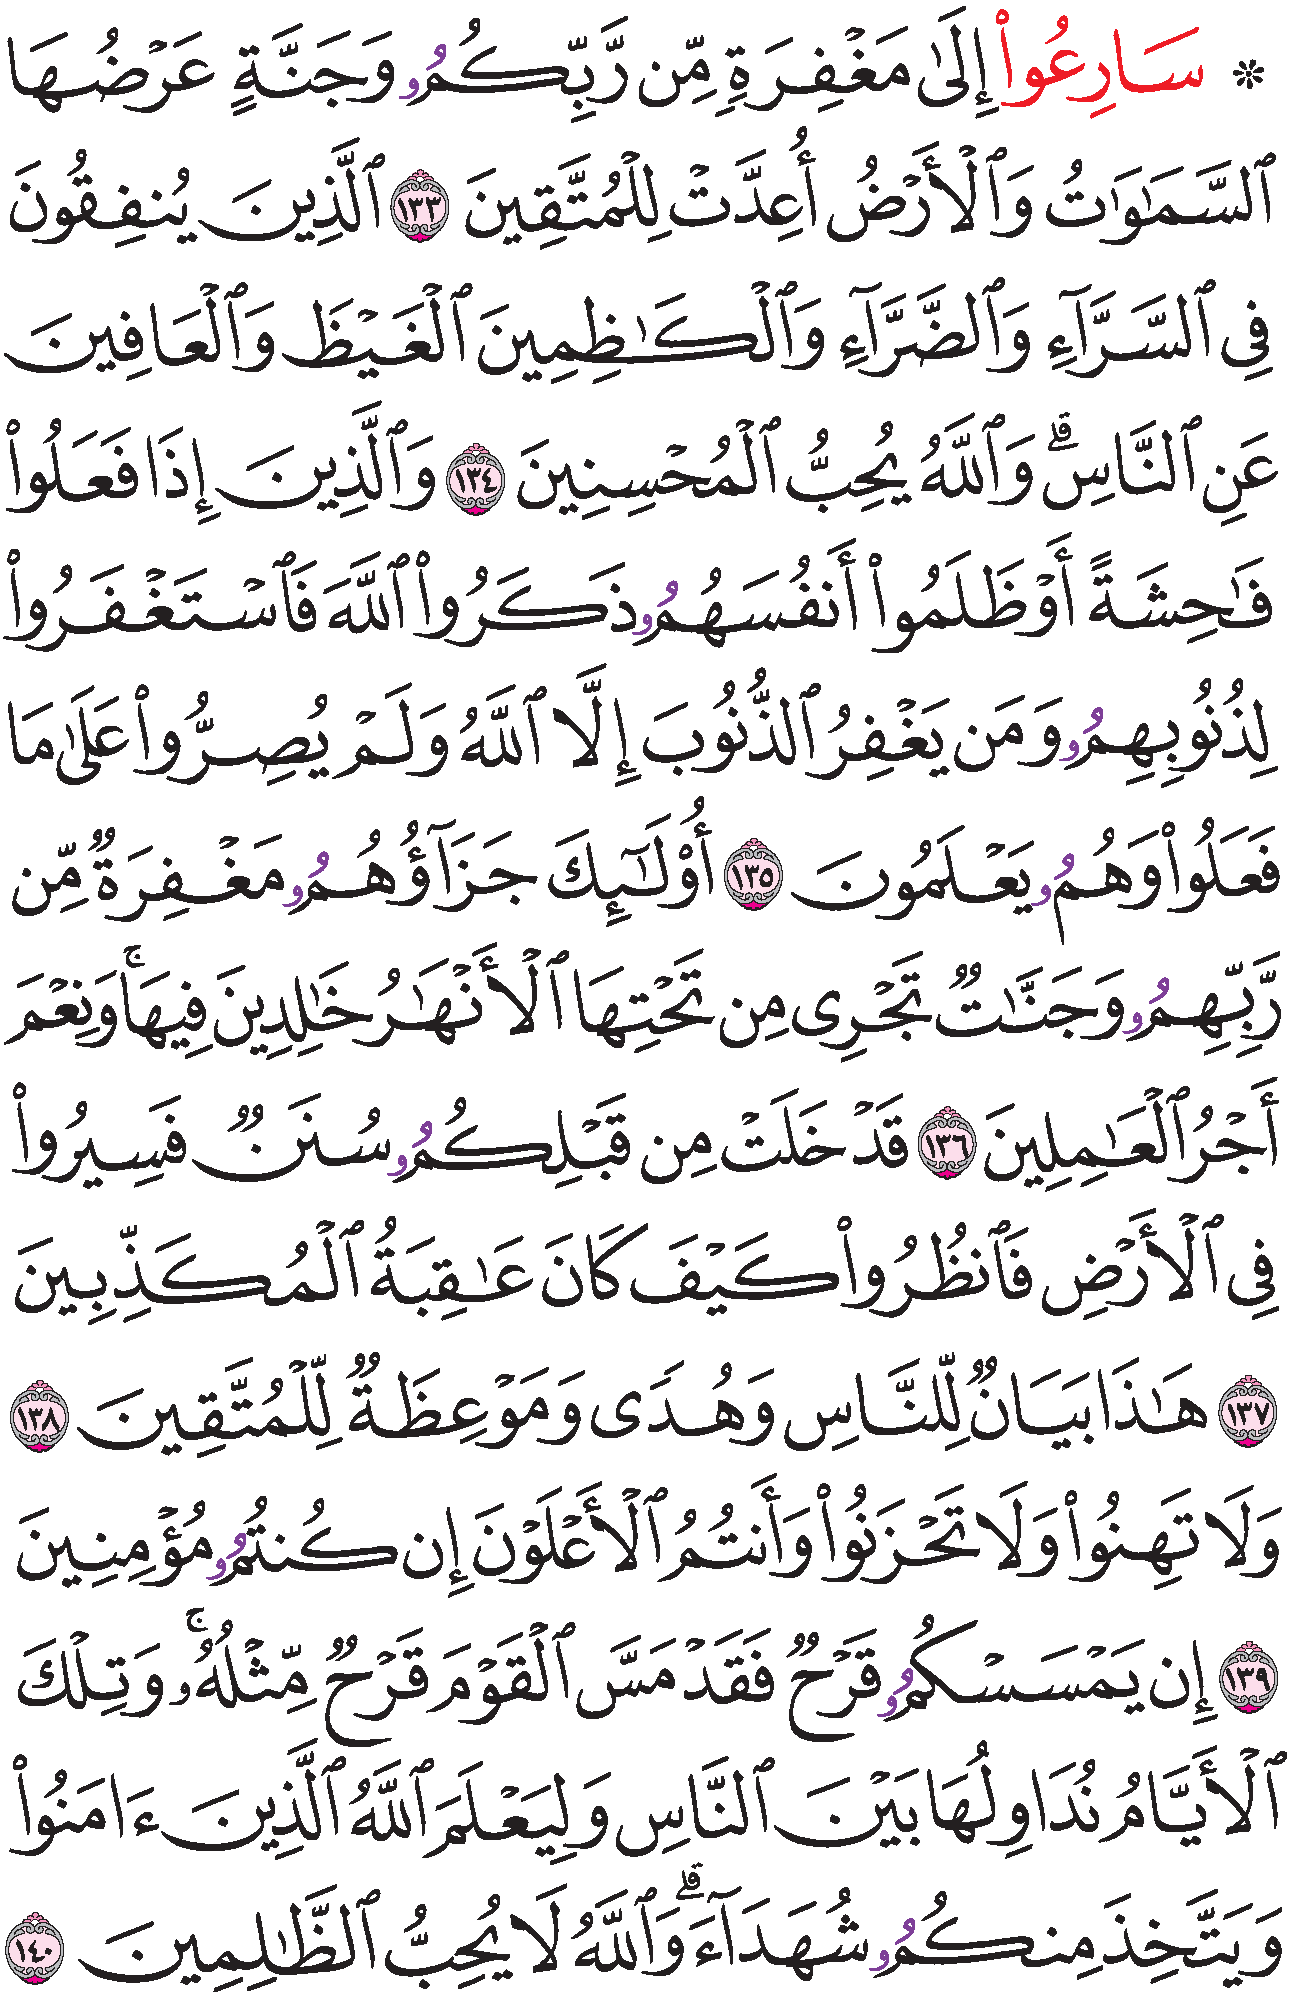 ۞ سَارِعُواْ إِلَىٰ مَغْفِرَةٍ مِّن رَّبِّكُمُۥ وَجَنَّةٍ عَرْضُهَا
ٱلسَّمَٰوَٰتُ وَٱلْأَرْضُ أُعِدَّتْ لِلْمُتَّقِينَ ١٣٣ ٱلَّذِينَ يُنفِقُونَ
فِي ٱلسَّرَّآءِ وَٱلضَّرَّآءِ وَٱلْكَٰظِمِينَ ٱلْغَيْظَ وَٱلْعَافِينَ
عَنِ ٱلنَّاسِۗ وَٱللَّهُ يُحِبُّ ٱلْمُحْسِنِينَ ١٣٤ وَٱلَّذِينَ إِذَا فَعَلُواْ
فَٰحِشَةً أَوْ ظَلَمُواْ أَنفُسَهُمُۥ ذَكَرُواْ ٱللَّهَ فَٱسْتَغْفَرُواْ
لِذُنُوبِهِمُۥ وَمَن يَغْفِرُ ٱلذُّنُوبَ إِلَّا ٱللَّهُ وَلَمْ يُصِرُّواْ عَلَىٰ مَا
فَعَلُواْ وَهُمُۥ يَعْلَمُونَ ١٣٥ أُوْلَٰٓئِكَ جَزَآؤُهُمُۥ مَغْفِرَةٌ مِّن
رَّبِّهِمُۥ وَجَنَّٰتٌ تَجْرِي مِن تَحْتِهَا ٱلْأَنْهَٰرُ خَٰلِدِينَ فِيهَاۚ وَنِعْمَ
أَجْرُ ٱلْعَٰمِلِينَ ١٣٦ قَدْ خَلَتْ مِن قَبْلِكُمُۥ سُنَنٌ فَسِيرُواْ
فِي ٱلْأَرْضِ فَٱنظُرُواْ كَيْفَ كَانَ عَٰقِبَةُ ٱلْمُكَذِّبِينَ
١٣٧ هَٰذَا بَيَانٌ لِّلنَّاسِ وَهُدًى وَمَوْعِظَةٌ لِّلْمُتَّقِينَ ١٣٨
وَلَا تَهِنُواْ وَلَا تَحْزَنُواْ وَأَنتُمُ ٱلْأَعْلَوْنَ إِن كُنتُمُۥ مُؤْمِنِينَ
١٣٩ إِن يَمْسَسْكُمُۥ قَرْحٌ فَقَدْ مَسَّ ٱلْقَوْمَ قَرْحٌ مِّثْلُهُۥۚ وَتِلْكَ
ٱلْأَيَّامُ نُدَاوِلُهَا بَيْنَ ٱلنَّاسِ وَلِيَعْلَمَ ٱللَّهُ ٱلَّذِينَ ءَامَنُواْ
وَيَتَّخِذَ مِنكُمُۥ شُهَدَآءَۗ وَٱللَّهُ لَا يُحِبُّ ٱلظَّٰلِمِينَ ١٤٠